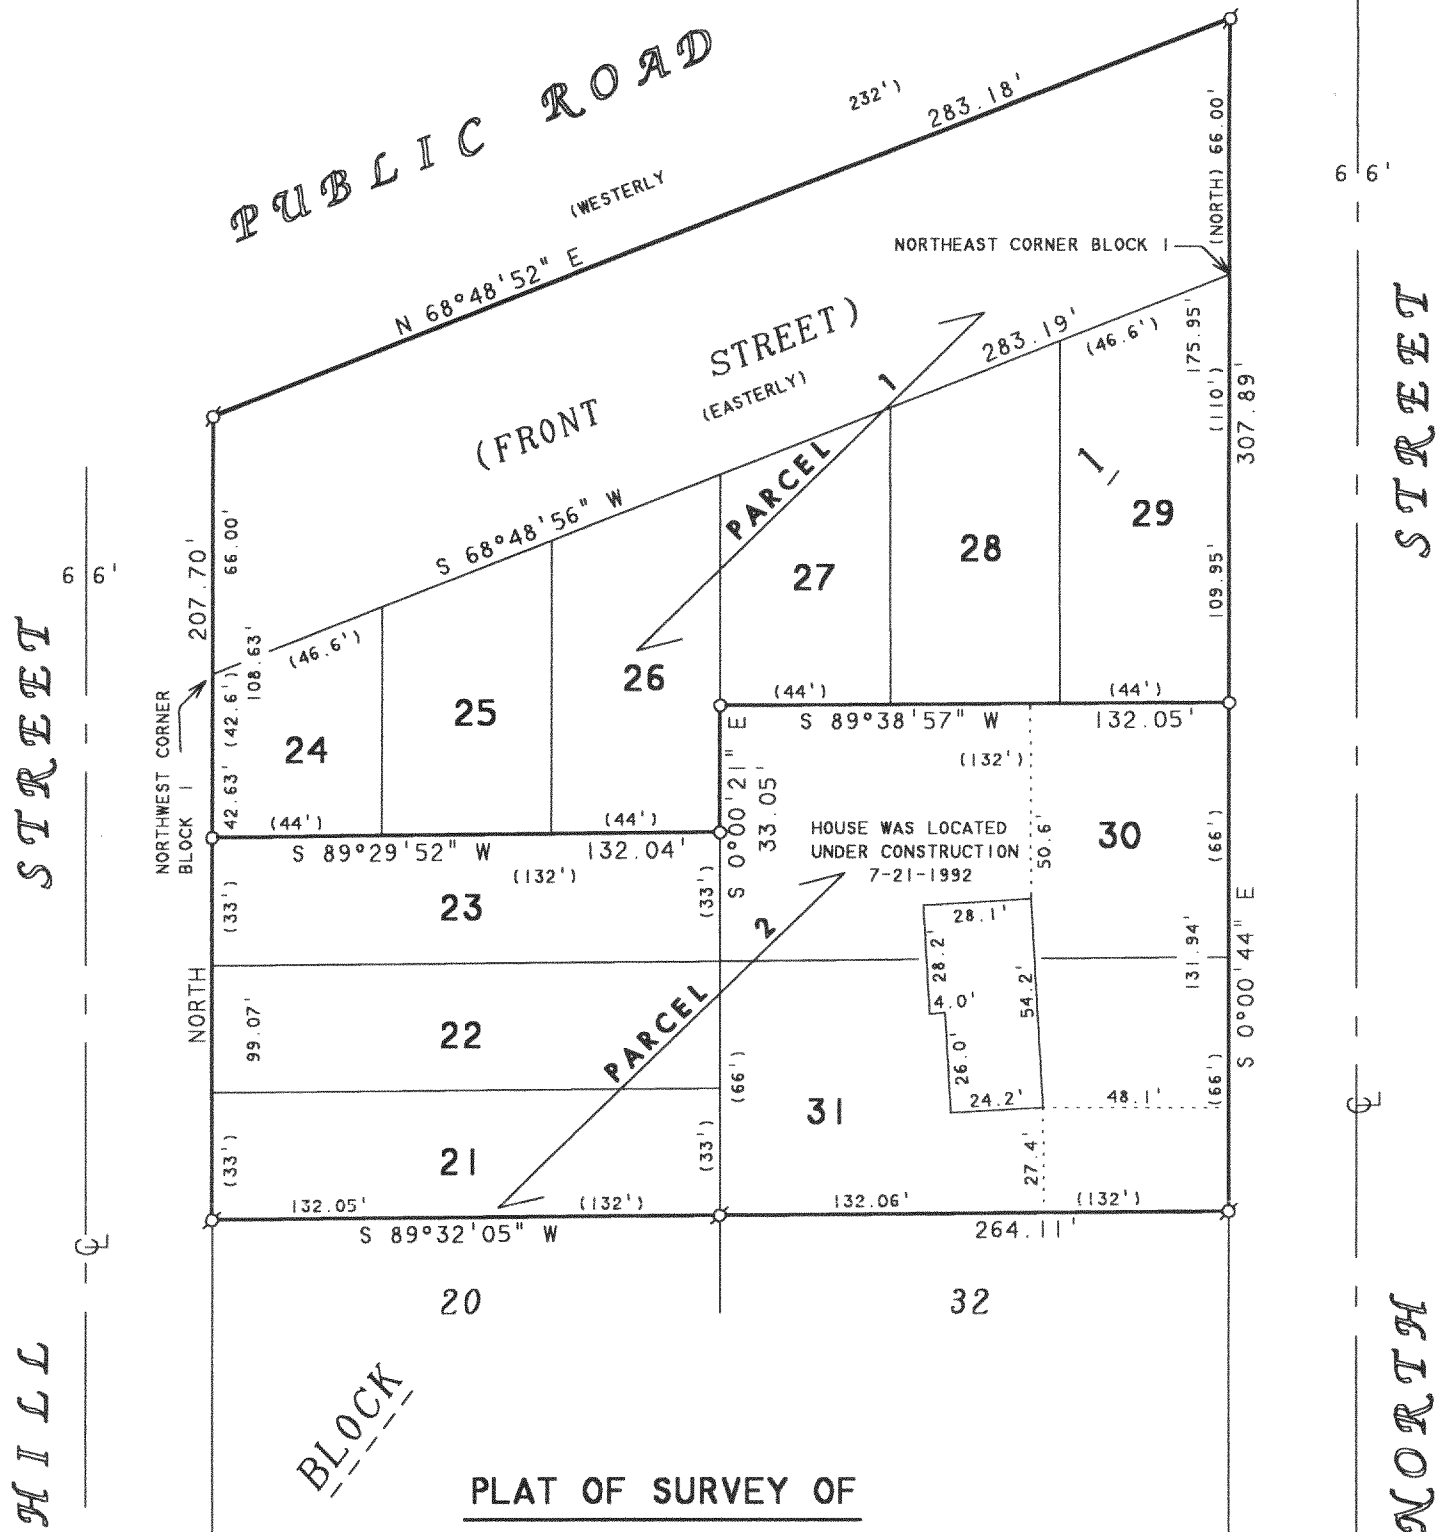 PUBLIC ROAD
232')
283.18'
(WESTERLY
N 68°48'52" E
(NORTH) 66.00'
66'
NORTHEAST CORNER BLOCK 1
(FRONT STREET)
(EASTERLY)
283.19'
(46.6')
175.95'
(110')
307.89'
STREET
S 68°48'56" W
PARCEL 1
1
29
28
27
109.95'
207.70'
66.00'
66'
(46.6')
108.63'
(42.6')
42.63'
26
25
24
STREET
NORTHWEST CORNER
BLOCK 1
(44')
(44')
S 89°38'57" W
132.05'
(132')
(44')
(44')
S 89°29'52" W
132.04'
(132')
S 0°00'21" E
33.05'
HOUSE WAS LOCATED
UNDER CONSTRUCTION
7-21-1992
50.6'
30
(66')
(33')
23
(33')
PARCEL 2
28.1'
28.2'
4.0'
54.2'
26.0'
24.2'
48.1'
27.4'
131.94'
S 0°00'44" E
(66')
NORTH
99.07'
22
(66')
31
(33')
21
(33')
132.05'
(132')
132.06'
(132')
S 89°32'05" W
264.11'
20
32
HILL
NORTH
BLOCK
PLAT OF SURVEY OF